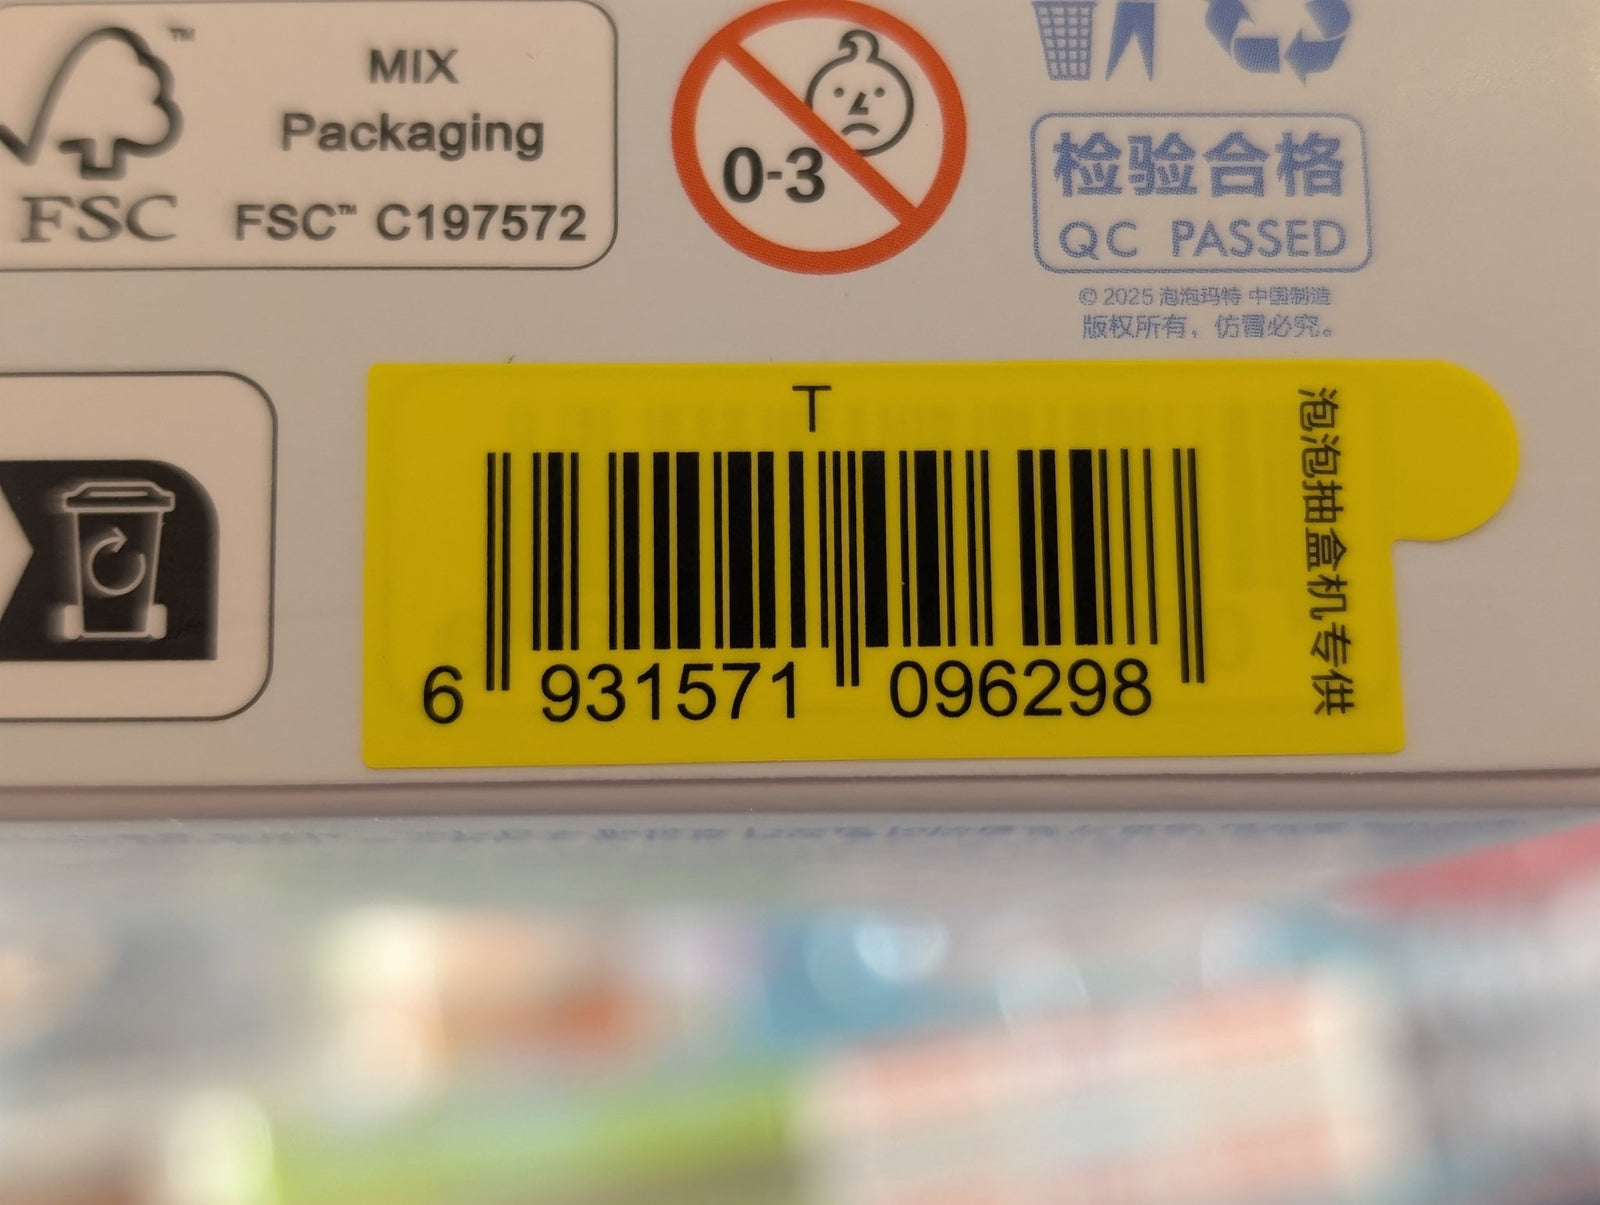 TM
MIX
Packaging
FSC
FSC™ C197572
0-3
检验合格
QC PASSED
© 2025 泡泡玛特 中国制造
版权所有，仿冒必究。
T
6 931571 096298
泡泡抽盒机专供